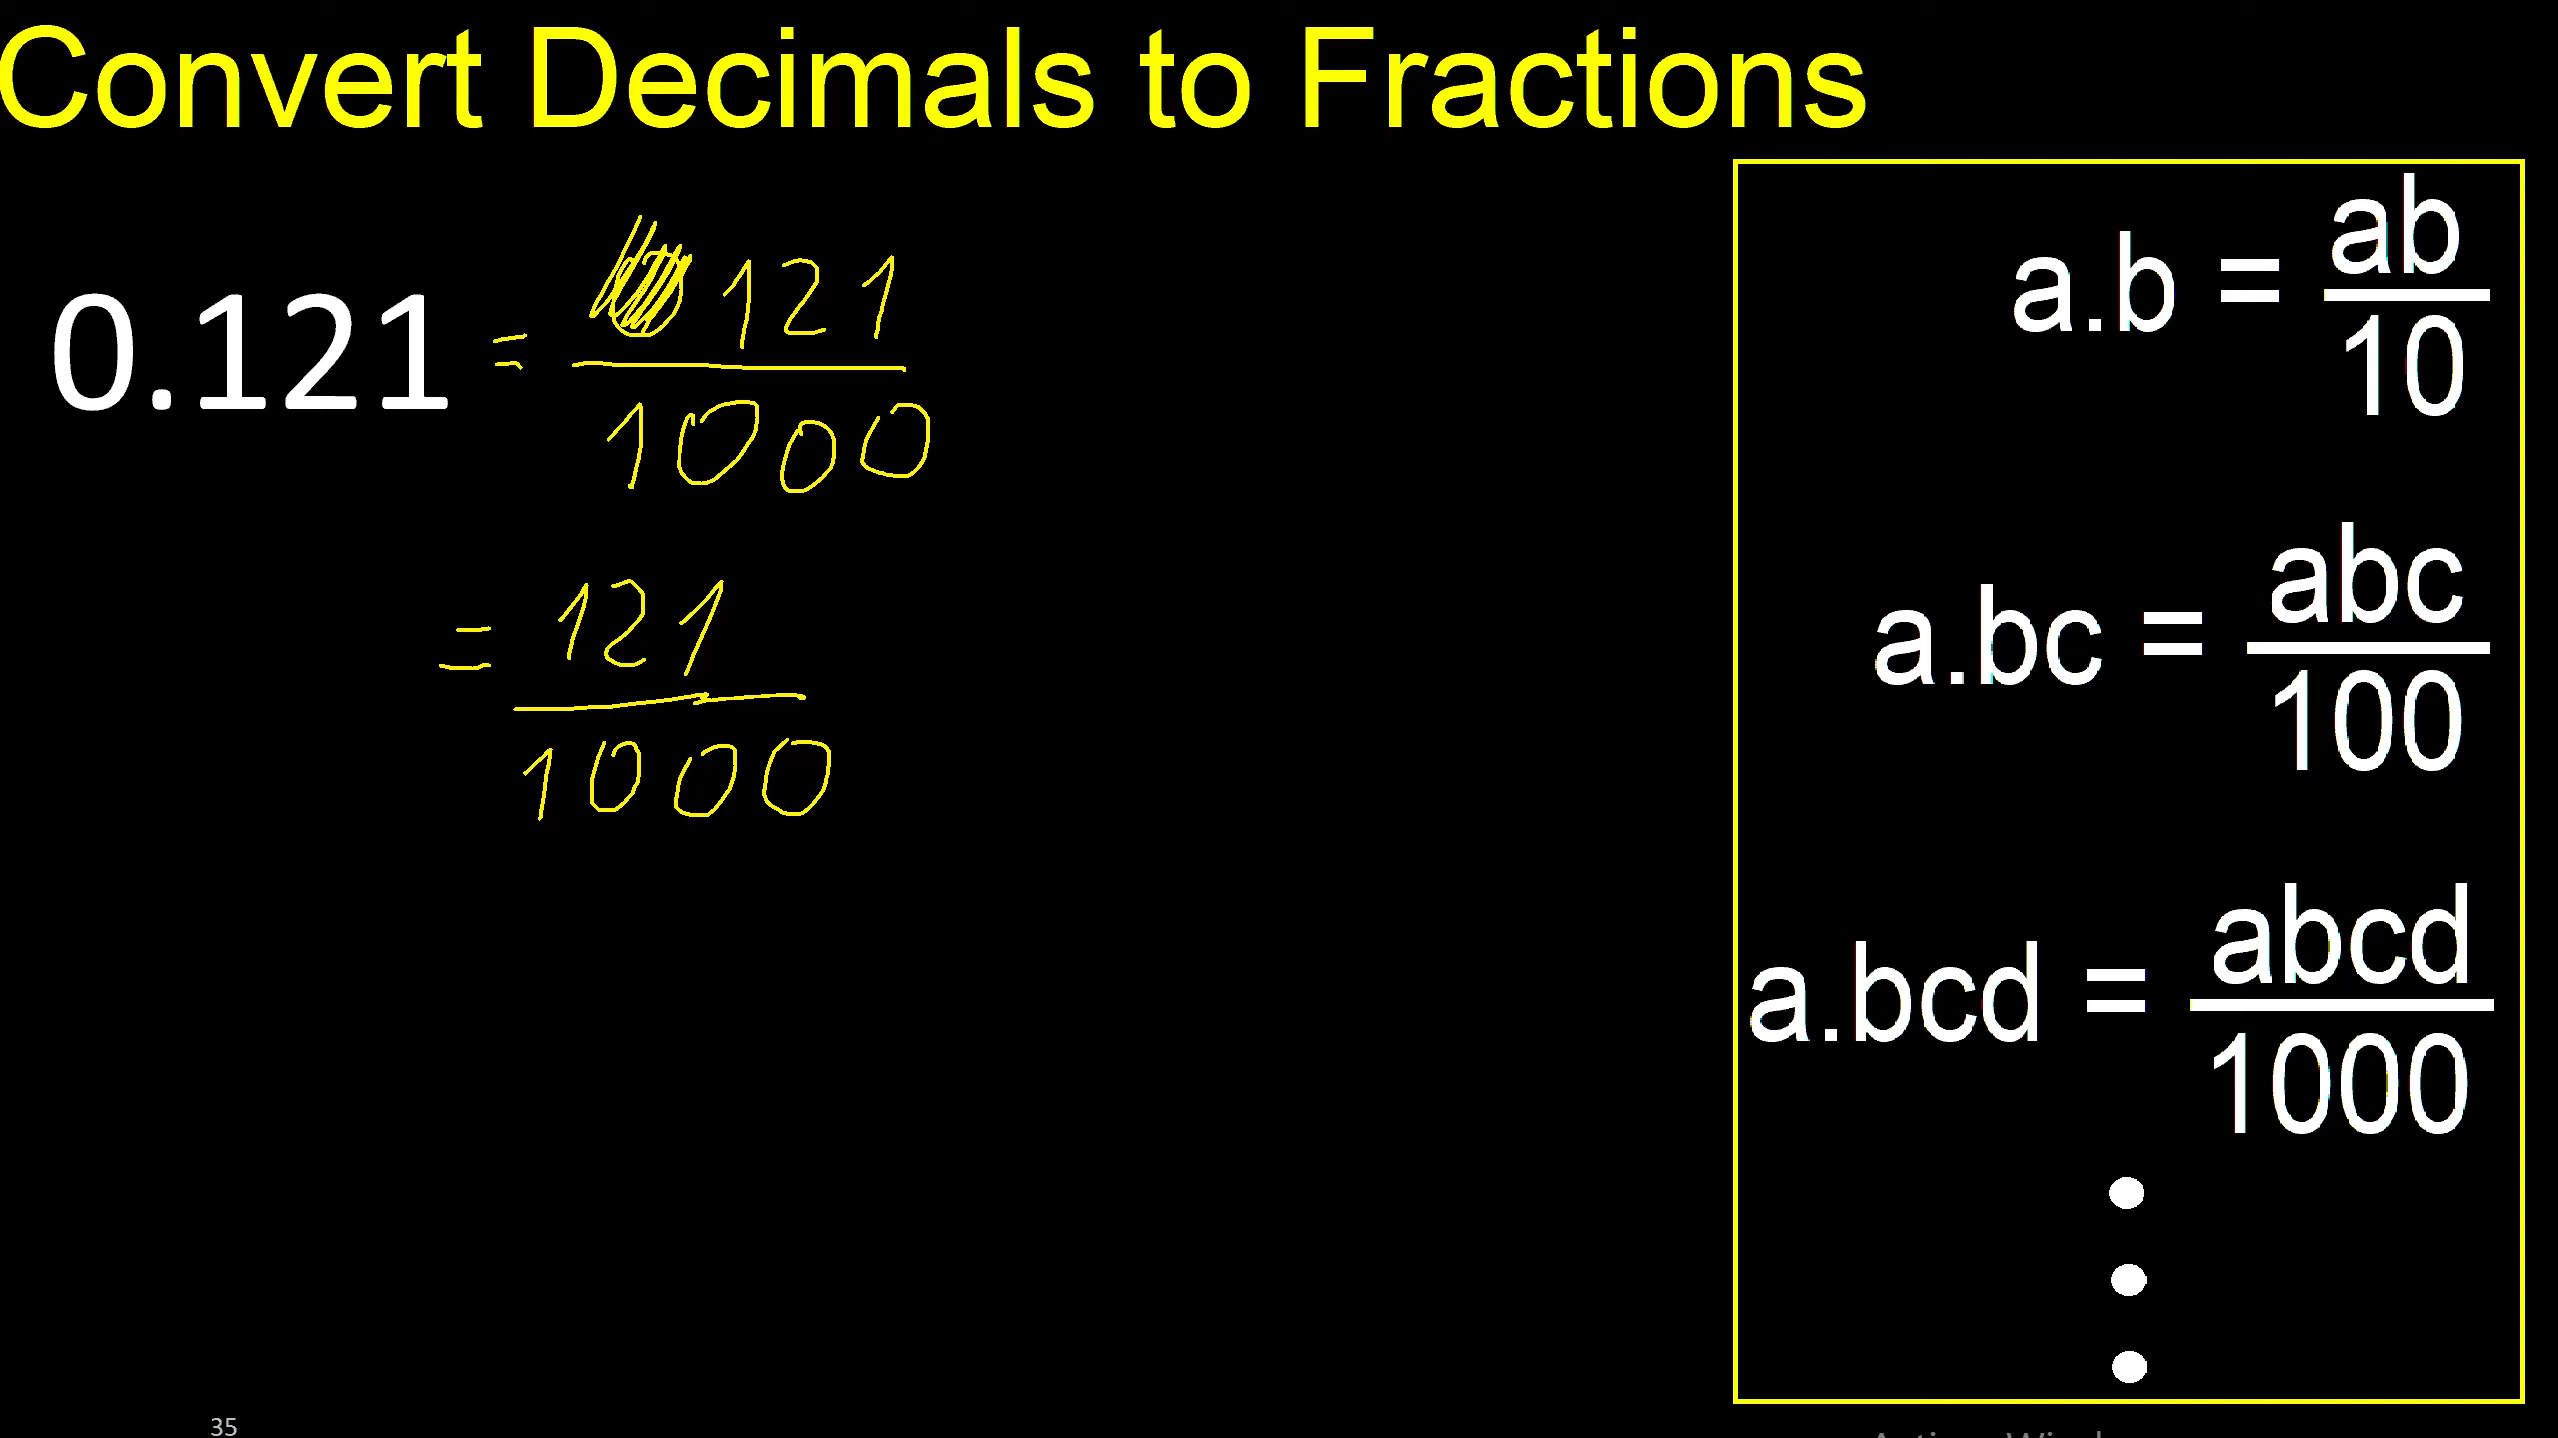 Convert Decimals to Fractions
0.121 = 121
1000
= 121
1000
a.b = ab
10
a.bc = abc
100
a.bcd = abcd
1000
35